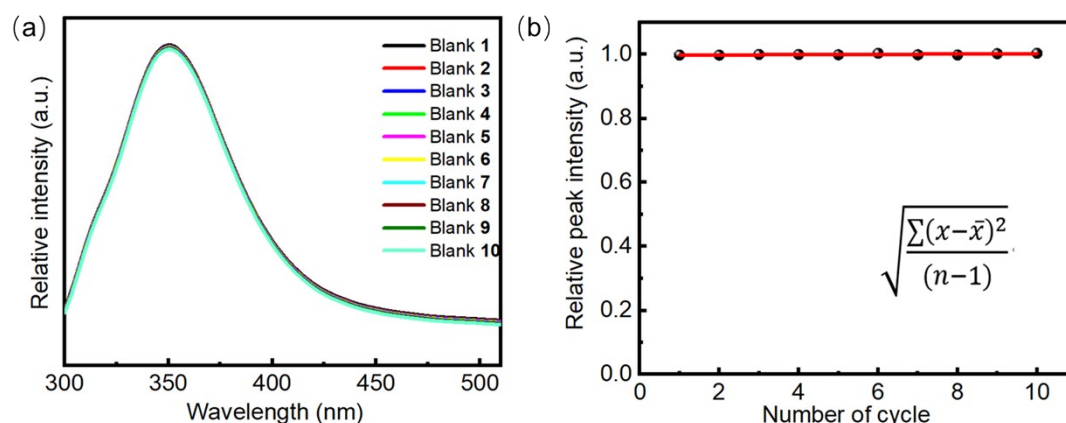 (a)
Relative intensity (a.u.)
Blank 1
Blank 2
Blank 3
Blank 4
Blank 5
Blank 6
Blank 7
Blank 8
Blank 9
Blank 10
300 350 400 450 500
Wavelength (nm)
(b)
Relative peak intensity (a.u.)
1.0
0.8
0.6
0.4
0.2
0.0
√(∑(x−x̄)²/(n−1))
0 2 4 6 8 10
Number of cycle